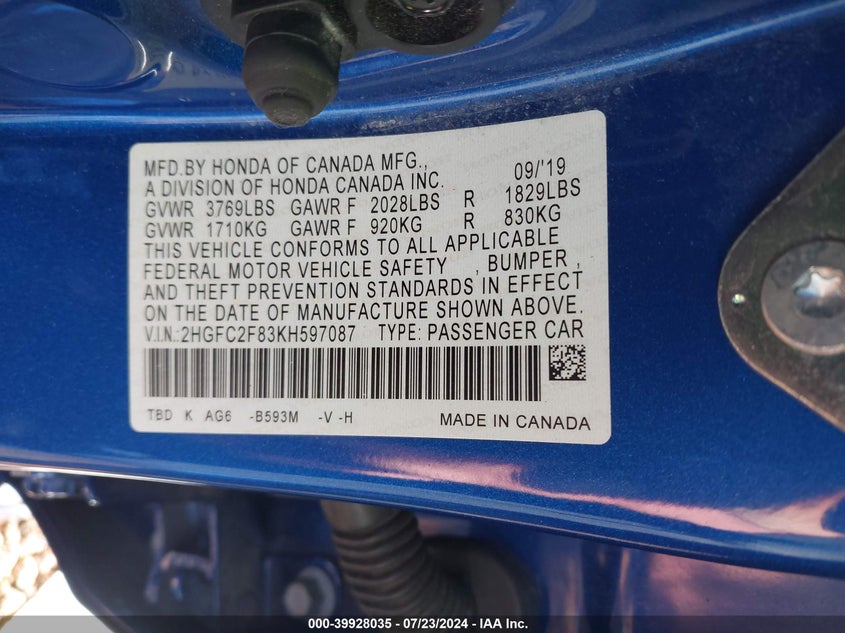 MFD.BY HONDA OF CANADA MFG., 09/'19
A DIVISION OF HONDA CANADA INC.
GVWR 3769LBS GAWR F 2028LBS R 1829LBS
GVWR 1710KG GAWR F 920KG R 830KG
THIS VEHICLE CONFORMS TO ALL APPLICABLE
FEDERAL MOTOR VEHICLE SAFETY , BUMPER ,
AND THEFT PREVENTION STANDARDS IN EFFECT
ON THE DATE OF MANUFACTURE SHOWN ABOVE.
V.I.N.:2HGFC2F83KH597087 TYPE: PASSENGER CAR
TBD K AG6 -B593M -V -H MADE IN CANADA
000-39928035 / 07/23/2024 - IAA Inc.